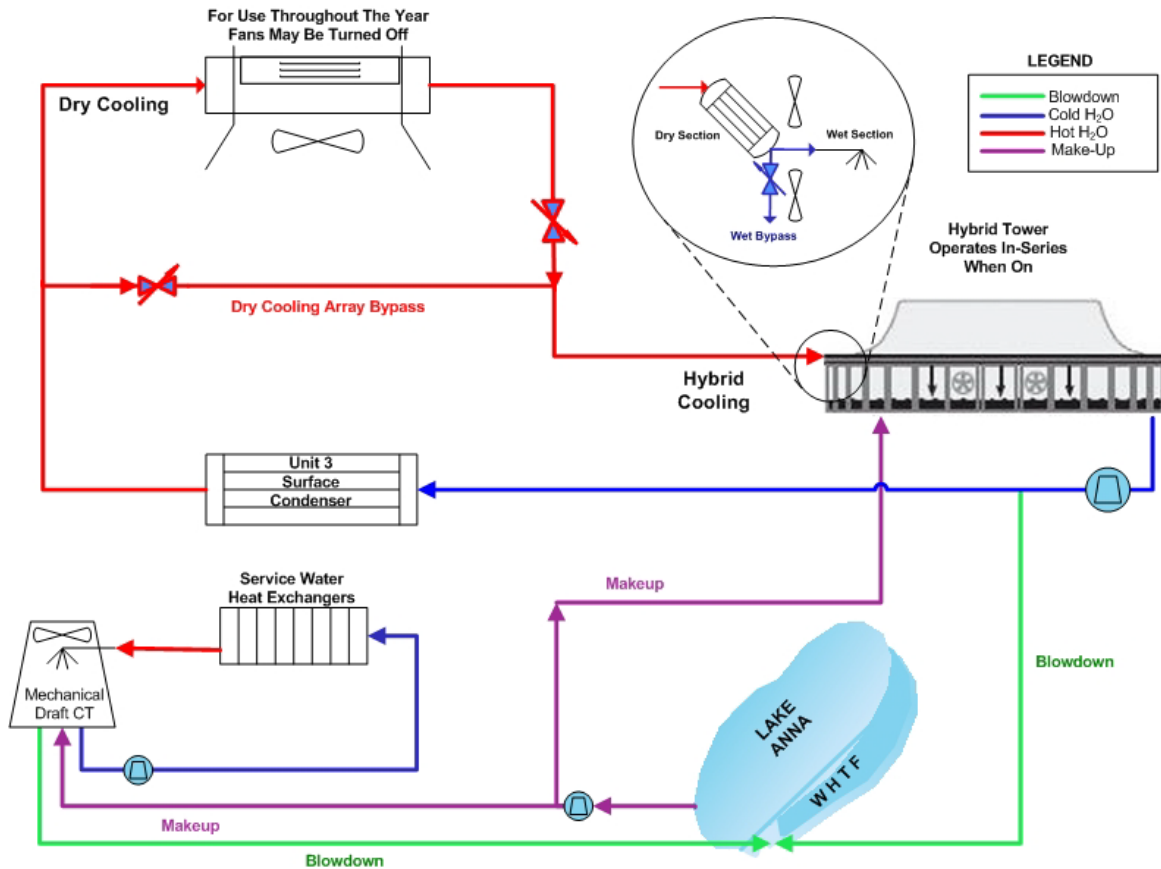 For Use Throughout The Year
Fans May Be Turned Off
Dry Cooling
LEGEND
Blowdown
Cold H₂O
Hot H₂O
Make-Up
Dry Section
Wet Section
Wet Bypass
Hybrid Tower
Operates In-Series
When On
Dry Cooling Array Bypass
Hybrid
Cooling
Unit 3
Surface
Condenser
Service Water
Heat Exchangers
Makeup
Mechanical
Draft CT
LAKE
ANNA
WHTF
Blowdown
Makeup
Blowdown